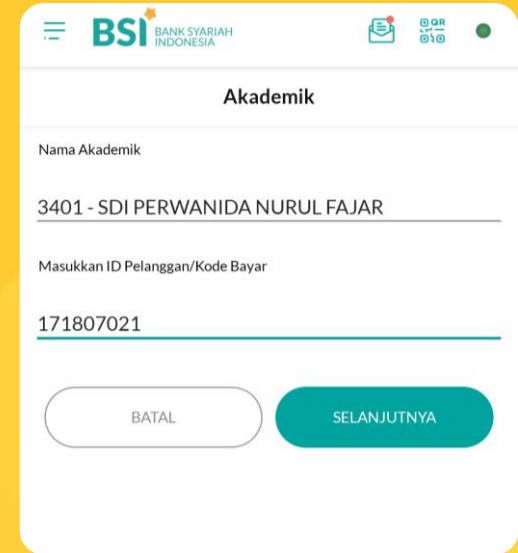 BSI BANK SYARIAH
INDONESIA
QR
Akademik
Nama Akademik
3401 - SDI PERWANIDA NURUL FAJAR
Masukkan ID Pelanggan/Kode Bayar
171807021
BATAL
SELANJUTNYA